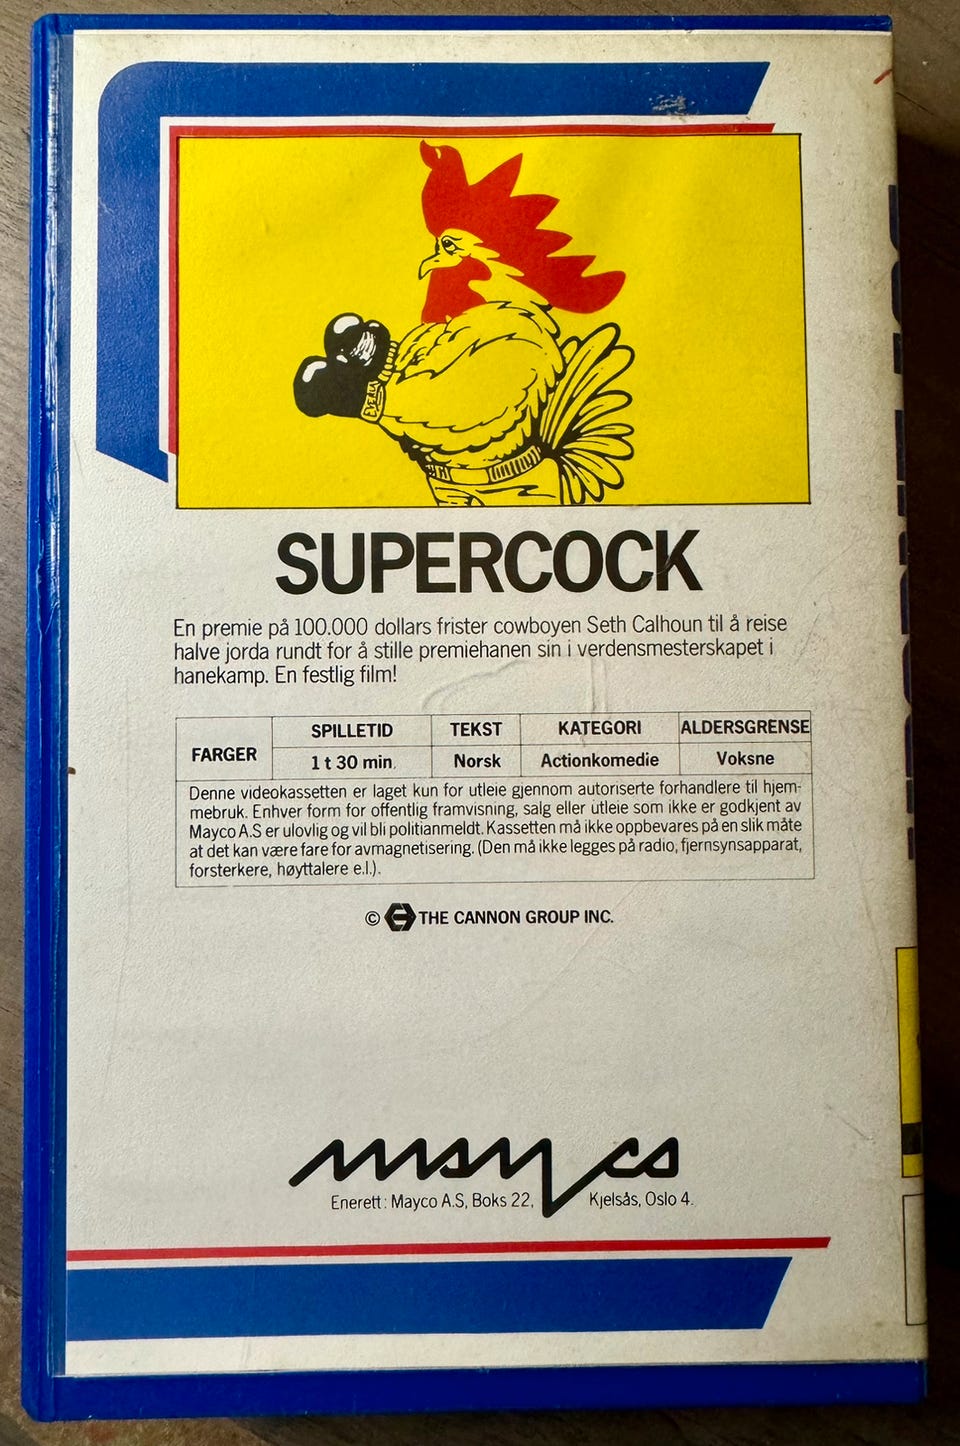 SUPERCOCK
En premie på 100.000 dollars frister cowboyen Seth Calhoun til å reise
halve jorda rundt for å stille premiehanen sin i verdensmesterskapet i
hanekamp. En festlig film!
FARGER SPILLETID TEKST KATEGORI ALDERSGRENSE
1 t 30 min. Norsk Actionkomedie Voksne
Denne videokassetten er laget kun for utleie gjennom autoriserte forhandlere til hjem-
mebruk. Enhver form for offentlig framvisning, salg eller utleie som ikke er godkjent av
Mayco A.S er ulovlig og vil bli politianmeldt. Kassetten må ikke oppbevares på en slik måte
at det kan være fare for avmagnetisering. (Den må ikke legges på radio, fjernsynsapparat,
forsterkere, høyttalere e.l.).
© THE CANNON GROUP INC.
mayco
Enerett: Mayco A.S, Boks 22, Kjelsås, Oslo 4.